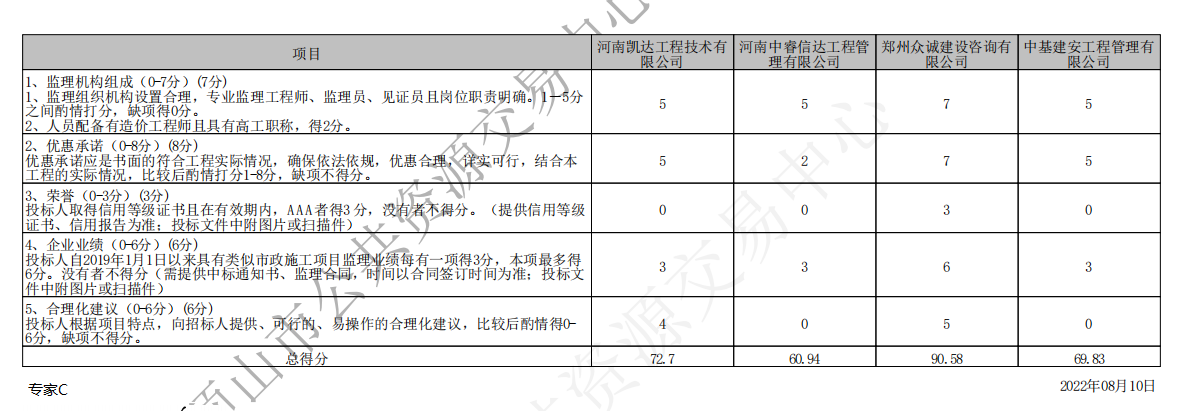 项目
河南凯达工程技术有
限公司
河南中睿信达工程管
理有限公司
郑州众诚建设咨询有
限公司
中基建安工程管理有
限公司
1、监理机构组成（0-7分）(7分)
1、监理组织机构设置合理，专业监理工程师、监理员、见证员且岗位职责明确。1—5分
之间酌情打分，缺项得0分。
2、人员配备有造价工程师且具有高工职称，得2分。
5
5
7
5
2、优惠承诺（0-8分）(8分)
优惠承诺应是书面的符合工程实际情况，确保依法依规，优惠合理，详实可行，结合本
工程的实际情况，比较后酌情打分1-8分，缺项不得分。
5
2
7
5
3、荣誉（0-3分）(3分)
投标人取得信用等级证书且在有效期内，AAA者得3 分，没有者不得分。（提供信用等级
证书、信用报告为准；投标文件中附图片或扫描件）
0
0
3
0
4、企业业绩（0-6分）(6分)
投标人自2019年1月1日以来具有类似市政施工项目监理业绩每有一项得3分，本项最多得
6分。没有者不得分（需提供中标通知书、监理合同，时间以合同签订时间为准；投标文
件中附图片或扫描件）
3
3
6
3
5、合理化建议（0-6分）(6分)
投标人根据项目特点，向招标人提供、可行的、易操作的合理化建议，比较后酌情得0-
6分，缺项不得分。
4
0
5
0
总得分
72.7
60.94
90.58
69.83
专家C
2022年08月10日
山市公共资源交易中心
资源交易中心